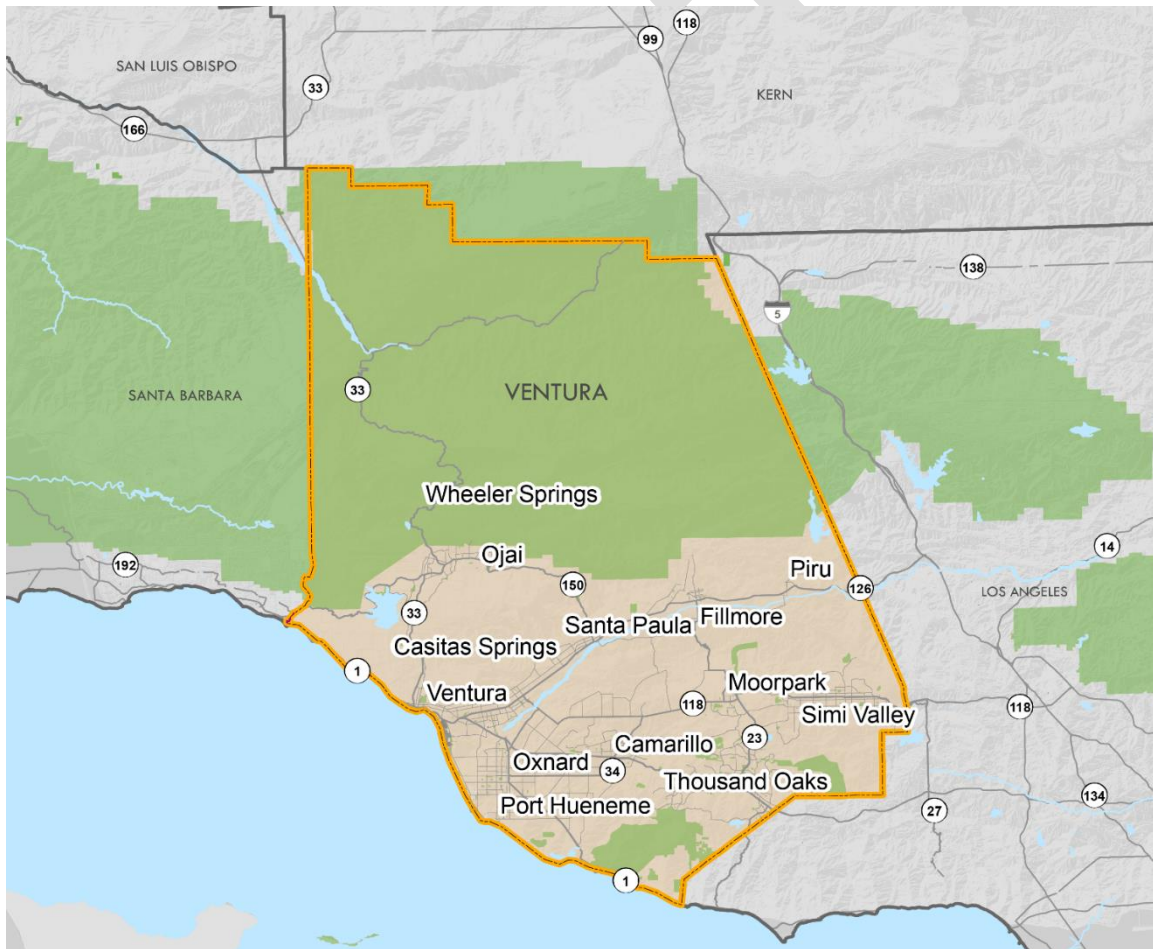 118
99
SAN LUIS OBISPO
33
KERN
166
138
5
33
VENTURA
SANTA BARBARA
Wheeler Springs
14
Ojai
192
150
Piru
126
LOS ANGELES
33
Santa Paula
Fillmore
Casitas Springs
1
Moorpark
Ventura
118
Simi Valley
118
23
Camarillo
Oxnard
34
Thousand Oaks
134
Port Hueneme
27
1